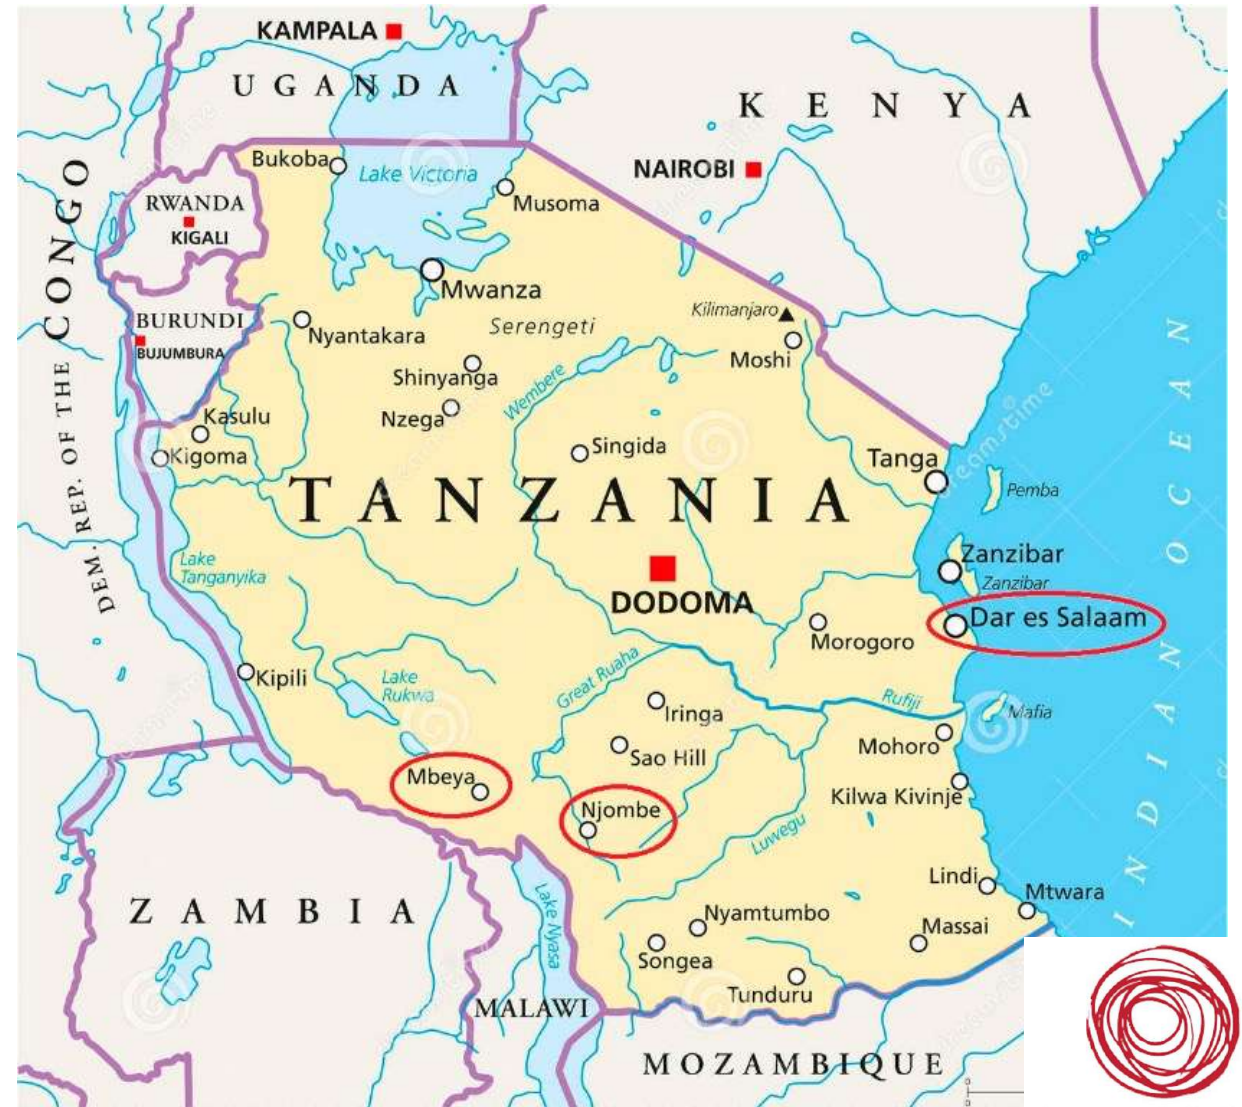 KAMPALA
UGANDA
KENYA
Bukoba
Lake Victoria
NAIROBI
Musoma
RWANDA
KIGALI
DEM. REP. OF THE CONGO
Mwanza
Serengeti
Kilimanjaro
BURUNDI
BUJUMBURA
Nyantakara
Moshi
Shinyanga
Wembere
Nzega
Kasulu
Kigoma
Singida
Tanga
TANZANIA
Pemba
Zanzibar
Zanzibar
Lake
Tanganyika
DODOMA
Dar es Salaam
Morogoro
INDIAN OCEAN
Kipili
Lake
Rukwa
Great Ruaha
Rufiji
Iringa
Mafia
Sao Hill
Mohoro
Mbeya
Njombe
Kilwa Kivinje
Luwegu
Lindi
Mtwara
Lake Nyasa
ZAMBIA
Nyamtumbo
Massai
Songea
Tunduru
MALAWI
MOZAMBIQUE
dreamstime